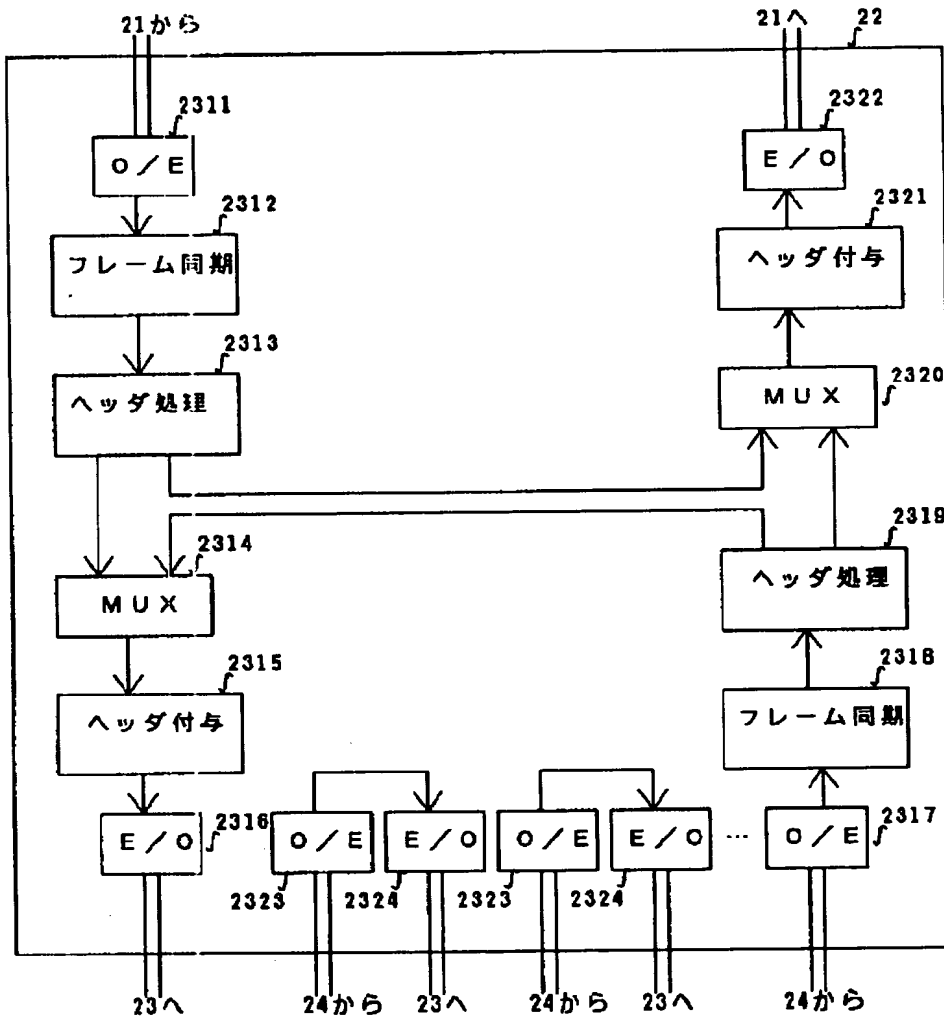 21から
21へ
22
2311
O/E
2322
E/O
2312
フレーム同期
2321
ヘッダ付与
2313
ヘッダ処理
2320
MUX
2314
MUX
2319
ヘッダ処理
2315
ヘッダ付与
2318
フレーム同期
E/O
2316
O/E
2323
E/O
2324
O/E
2323
E/O
2324
...
O/E
2317
23へ
24から
23へ
24から
23へ
24から